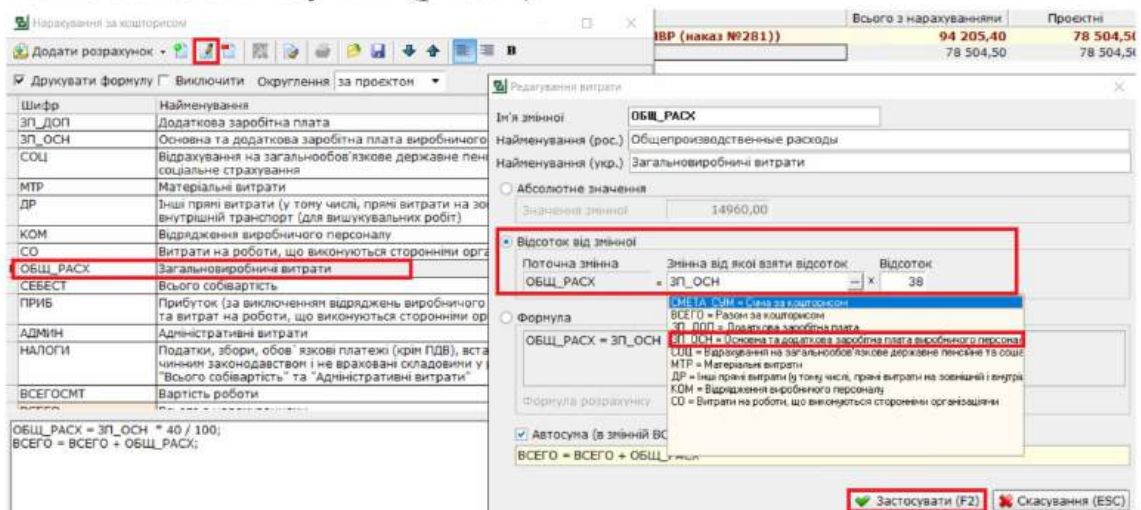 Нарахування за кошторисом
Додати розрахунок
Друкувати формулу Виключити Округлення за проєктом
Шифр Найменування
ЗП_ДОП Додаткова заробітна плата
ЗП_ОСН Основна та додаткова заробітна плата виробничого
СОЦ Відрахування на загальнообов'язкове державне пенс
соціальне страхування
МТР Матеріальні витрати
ДР Інші прямі витрати (у тому числі, прямі витрати на зо
внутрішній транспорт (для вишукувальних робіт)
КОМ Відрядження виробничого персоналу
СО Витрати на роботи, що виконуються сторонніми орга
ОБЩ_РАСХ Загальновиробничі витрати
СЕБЕСТ Всього собівартість
ПРИБ Прибуток (за виключенням відряджень виробничого
та витрат на роботи, що виконуються сторонніми ор
АДМИН Адміністративні витрати
НАЛОГИ Податки, збори, обов`язкові платежі (крім ПДВ), вста
чинним законодавством і не враховані складовими у
"Всього собівартість" та "Адміністративні витрати"
ВСЕГОСМТ Вартість роботи
ОБЩ_РАСХ = ЗП_ОСН * 40 / 100;
ВСЕГО = ВСЕГО + ОБЩ_РАСХ;
Всього з нарахуваннями Проєктні
ІВР (наказ №281)) 94 205,40 78 504,50
78 504,50 78 504,50
Редагування витрати
Ім'я змінної ОБЩ_РАСХ
Найменування (рос.) Общепроизводственные расходы
Найменування (укр.) Загальновиробничі витрати
Абсолютне значення
Значення змінної 14960,00
Відсоток від змінної
Поточна змінна Змінна від якої взяти відсоток Відсоток
ОБЩ_РАСХ = ЗП_ОСН ... x 38
СМЕТА_СУМ = Сума за кошторисом
ВСЕГО = Разом за кошторисом
ЗП_ДОП = Додаткова заробітна плата
ЗП_ОСН = Основна та додаткова заробітна плата виробничого персонал
СОЦ = Відрахування на загальнообов'язкове державне пенсійне та соціа
МТР = Матеріальні витрати
ДР = Інші прямі витрати (у тому числі, прямі витрати на зовнішній і внутріш
КОМ = Відрядження виробничого персоналу
СО = Витрати на роботи, що виконуються сторонніми організаціями
Формула
ОБЩ_РАСХ = ЗП_ОСН
Формула розрахунку
Автосума (в змінній ВС
ВСЕГО = ВСЕГО + ОБЩ_РАСХ
Застосувати (F2) Скасування (ESC)